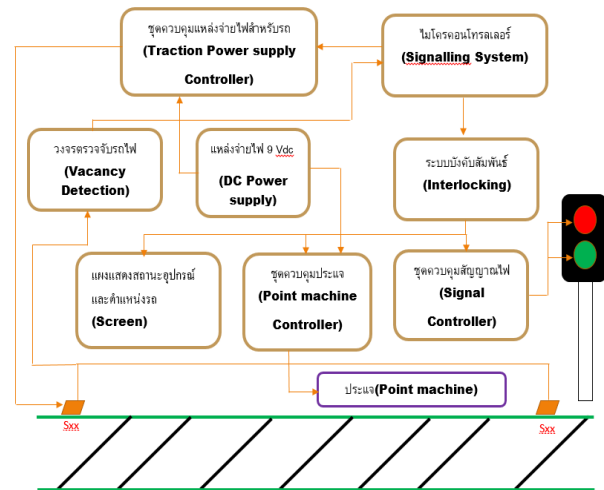 ชุดควบคุมแหล่งจ่ายไฟสำหรับรถ
(Traction Power supply
Controller)
ไมโครคอนโทรลเลอร์
(Signalling System)
วงจรตรวจจับรถไฟ
(Vacancy
Detection)
แหล่งจ่ายไฟ 9 Vdc
(DC Power
supply)
ระบบบังคับสัมพันธ์
(Interlocking)
แผงแสดงสถานะอุปกรณ์
และตำแหน่งรถ
(Screen)
ชุดควบคุมประแจ
(Point machine
Controller)
ชุดควบคุมสัญญาณไฟ
(Signal
Controller)
ประแจ(Point machine)
Sxx
Sxx